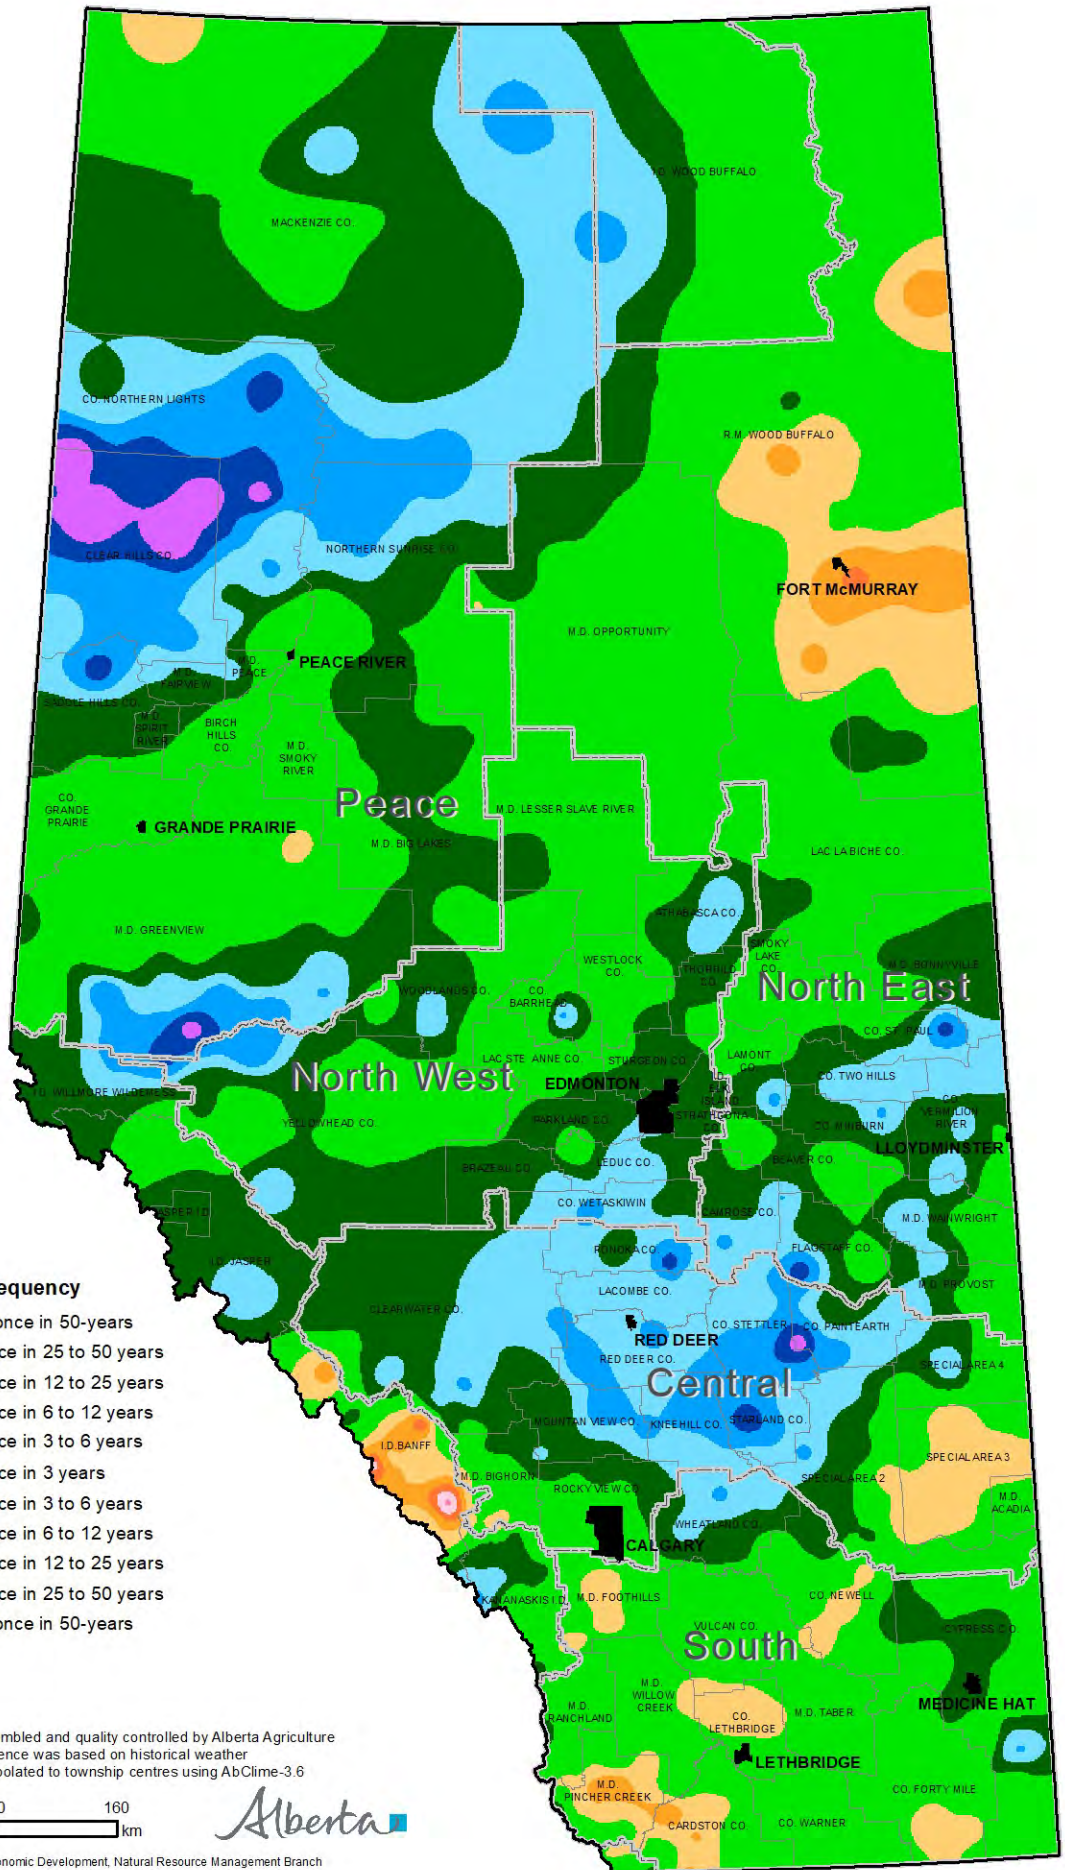 I.D. WOOD BUFFALO
MACKENZIE CO.
CO. NORTHERN LIGHTS
R.M. WOOD BUFFALO
CLEAR HILLS CO.
NORTHERN SUNRISE CO.
FORT McMURRAY
M.D. OPPORTUNITY
PEACE RIVER
M.D.
PEACE
M.D.
FAIRVIEW
SADDLE HILLS CO.
M.D.
SPIRIT
RIVER
BIRCH
HILLS
CO.
M.D.
SMOKY
RIVER
CO.
GRANDE
PRAIRIE
Peace
M.D. LESSER SLAVE RIVER
GRANDE PRAIRIE
M.D. BIG LAKES
LAC LA BICHE CO.
ATHABASCA CO.
M.D. GREENVIEW
WESTLOCK
CO.
THORHILD
CO.
SMOKY
LAKE
CO.
M.D. BONNYVILLE
North East
WOODLANDS CO.
CO.
BARRHEAD
CO. ST. PAUL
LAC STE ANNE CO.
STURGEON CO.
LAMONT
CO.
North West
EDMONTON
I.D.
ELK
ISLAND
CO. TWO HILLS
I.D. WILLMORE WILDERNESS
YELLOWHEAD CO.
PARKLAND CO.
STRATHCONA
CO.
CO. MINBURN
CO.
VERMILION
RIVER
LLOYDMINSTER
BRAZEAU CO.
LEDUC CO.
BEAVER CO.
CO. WETASKIWIN
CAMROSE CO.
M.D. WAINWRIGHT
JASPER I.D.
I.D. JASPER
PONOKA CO.
FLAGSTAFF CO.
M.D. PROVOST
LACOMBE CO.
CLEARWATER CO.
CO. STETTLER
CO. PAINTEARTH
RED DEER
RED DEER CO.
SPECIAL AREA 4
Central
MOUNTAIN VIEW CO.
KNEEHILL CO.
STARLAND CO.
I.D. BANFF
M.D. BIGHORN
ROCKY VIEW CO.
SPECIAL AREA 2
SPECIAL AREA 3
M.D.
ACADIA
WHEATLAND CO.
CALGARY
KANANASKIS I.D.
M.D. FOOTHILLS
CO. NEWELL
VULCAN CO.
CYPRESS CO.
South
M.D.
WILLOW
CREEK
M.D.
RANCHLAND
CO.
LETHBRIDGE
M.D. TABER
MEDICINE HAT
LETHBRIDGE
M.D.
PINCHER CREEK
CARDSTON CO.
CO. WARNER
CO. FORTY MILE
equency
once in 50-years
ce in 25 to 50 years
ce in 12 to 25 years
ce in 6 to 12 years
ce in 3 to 6 years
ce in 3 years
ce in 3 to 6 years
ce in 6 to 12 years
ce in 12 to 25 years
ce in 25 to 50 years
once in 50-years
mbled and quality controlled by Alberta Agriculture
ence was based on historical weather
polated to township centres using AbClime-3.6
0 160
km
Alberta
onomic Development, Natural Resource Management Branch